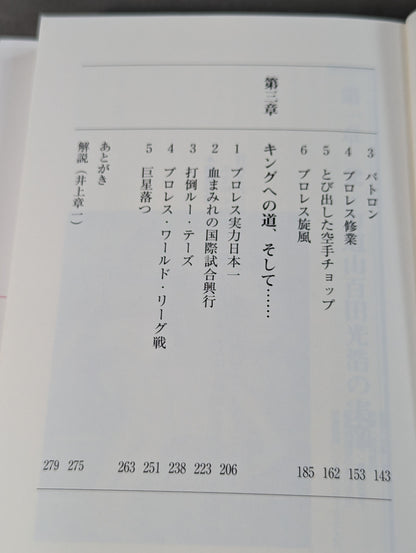 3 パトロン 143
4 プロレス修業 153
5 とび出した空手チョップ 162
6 プロレス旋風 185
第三章 キングへの道、そして……
1 プロレス実力日本一 206
2 血まみれの国際試合興行 223
3 打倒ルー・テーズ 238
4 プロレス・ワールド・リーグ戦 251
5 巨星落つ 263
あとがき 275
解説（井上章一） 279